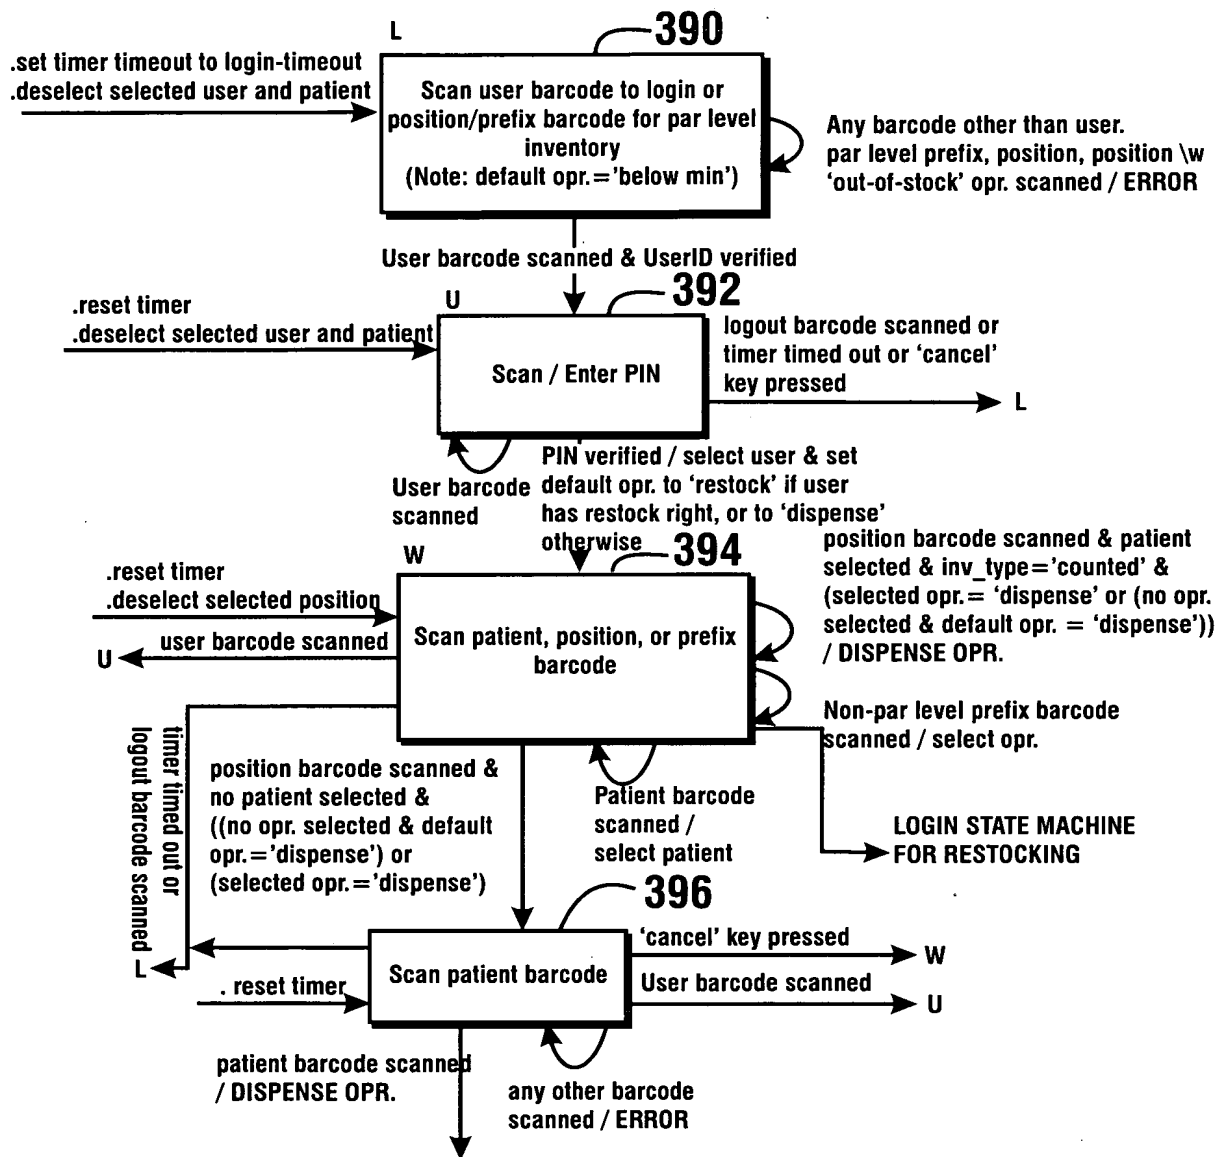 L
390
.set timer timeout to login-timeout
.deselect selected user and patient
Scan user barcode to login or
position/prefix barcode for par level
inventory
(Note: default opr.='below min')
Any barcode other than user.
par level prefix, position, position \w
'out-of-stock' opr. scanned / ERROR
User barcode scanned & UserID verified
U
392
.reset timer
.deselect selected user and patient
Scan / Enter PIN
logout barcode scanned or
timer timed out or 'cancel'
key pressed
L
User barcode
scanned
PIN verified / select user & set
default opr. to 'restock' if user
has restock right, or to 'dispense'
otherwise
W
394
.reset timer
.deselect selected position
Scan patient, position, or prefix
barcode
user barcode scanned
U
position barcode scanned & patient
selected & inv_type='counted' &
(selected opr.= 'dispense' or (no opr.
selected & default opr. = 'dispense'))
/ DISPENSE OPR.
Non-par level prefix barcode
scanned / select opr.
timer timed out or
logout barcode scanned
L
position barcode scanned &
no patient selected &
((no opr. selected & default
opr.='dispense') or
(selected opr.='dispense')
Patient barcode
scanned /
select patient
LOGIN STATE MACHINE
FOR RESTOCKING
396
Scan patient barcode
. reset timer
'cancel' key pressed
W
User barcode scanned
U
patient barcode scanned
/ DISPENSE OPR.
any other barcode
scanned / ERROR